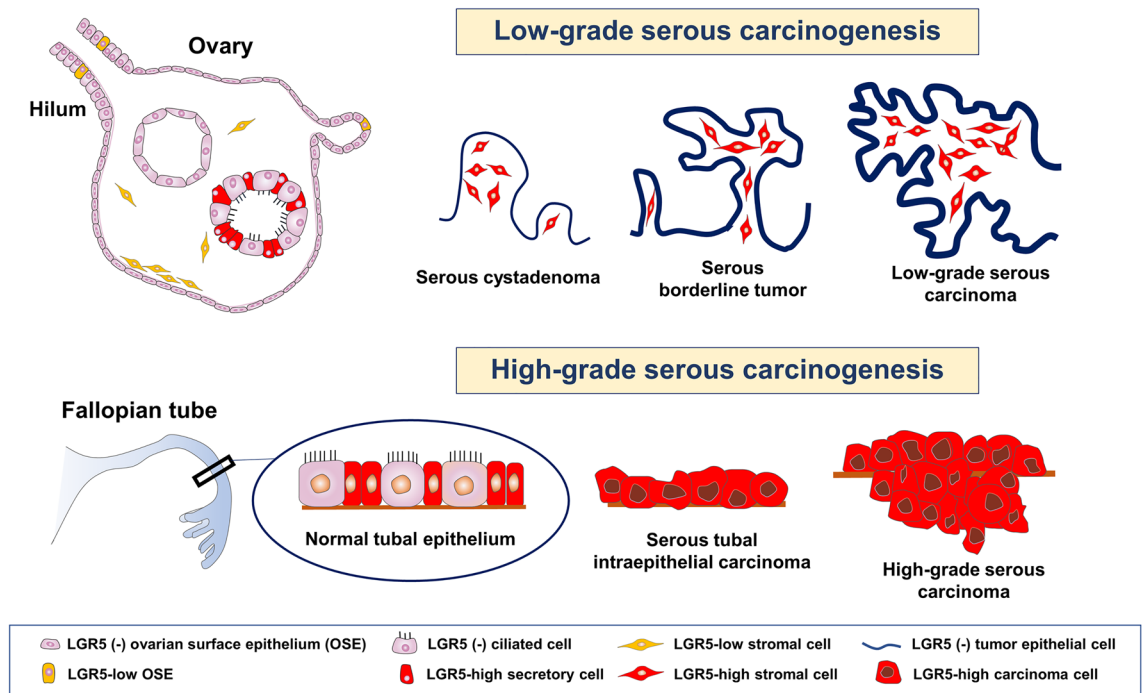 Low-grade serous carcinogenesis
Ovary
Hilum
Serous cystadenoma
Serous
borderline tumor
Low-grade serous
carcinoma
High-grade serous carcinogenesis
Fallopian tube
Normal tubal epithelium
Serous tubal
intraepithelial carcinoma
High-grade serous
carcinoma
LGR5 (-) ovarian surface epithelium (OSE)
LGR5 (-) ciliated cell
LGR5-low stromal cell
LGR5 (-) tumor epithelial cell
LGR5-low OSE
LGR5-high secretory cell
LGR5-high stromal cell
LGR5-high carcinoma cell